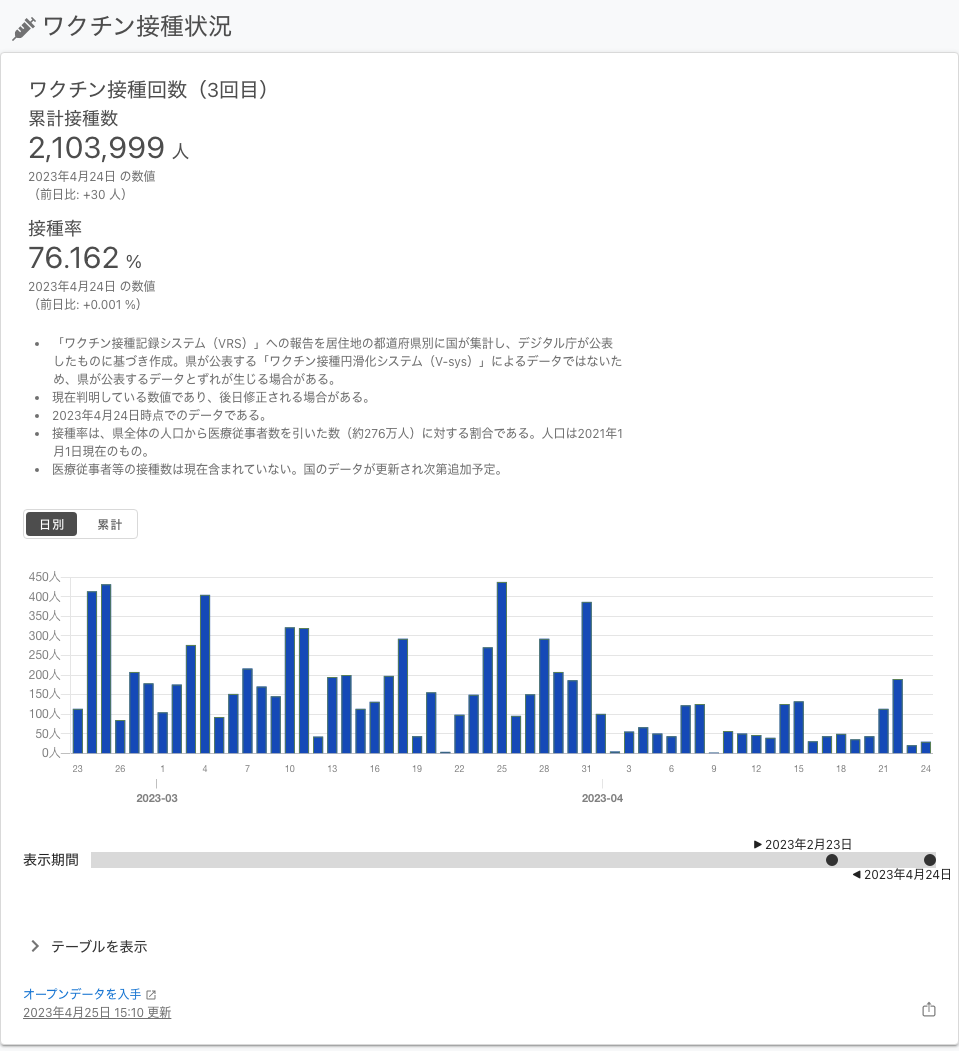 ワクチン接種状況
ワクチン接種回数（3回目）
累計接種数
2,103,999 人
2023年4月24日 の数値
（前日比: +30 人）
接種率
76.162 %
2023年4月24日 の数値
（前日比: +0.001 %）
• 「ワクチン接種記録システム（VRS）」への報告を居住地の都道府県別に国が集計し、デジタル庁が公表
したものに基づき作成。県が公表する「ワクチン接種円滑化システム（V-sys）」によるデータではないた
め、県が公表するデータとずれが生じる場合がある。
• 現在判明している数値であり、後日修正される場合がある。
• 2023年4月24日時点でのデータである。
• 接種率は、県全体の人口から医療従事者数を引いた数（約276万人）に対する割合である。人口は2021年1
月1日現在のもの。
• 医療従事者等の接種数は現在含まれていない。国のデータが更新され次第追加予定。
日別 累計
450人
400人
350人
300人
250人
200人
150人
100人
50人
0人
23 26 1 4 7 10 13 16 19 22 25 28 31 3 6 9 12 15 18 21 24
2023-03 2023-04
▶ 2023年2月23日
表示期間
◀ 2023年4月24日
テーブルを表示
オープンデータを入手
2023年4月25日 15:10 更新